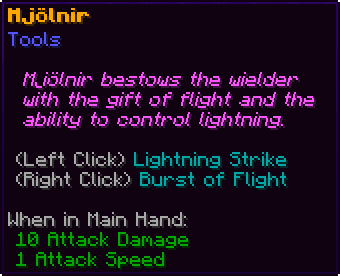 Mjölnir
Tools
Mjölnir bestows the wielder
with the gift of flight and the
ability to control lightning.
(Left Click) Lightning Strike
(Right Click) Burst of Flight
When in Main Hand:
10 Attack Damage
1 Attack Speed